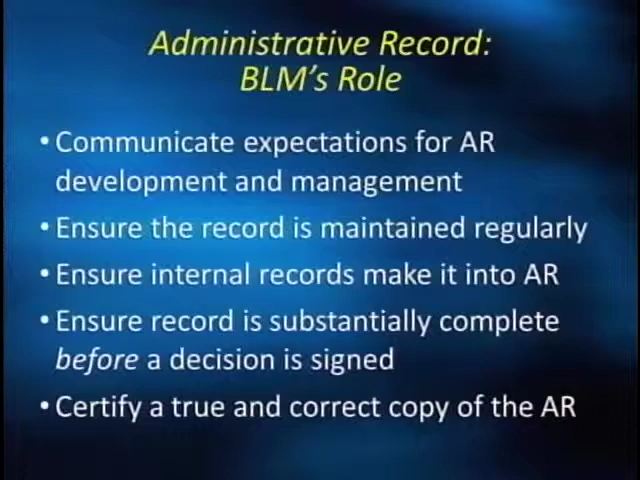 Administrative Record:
BLM's Role
• Communicate expectations for AR
development and management
• Ensure the record is maintained regularly
• Ensure internal records make it into AR
• Ensure record is substantially complete
before a decision is signed
• Certify a true and correct copy of the AR